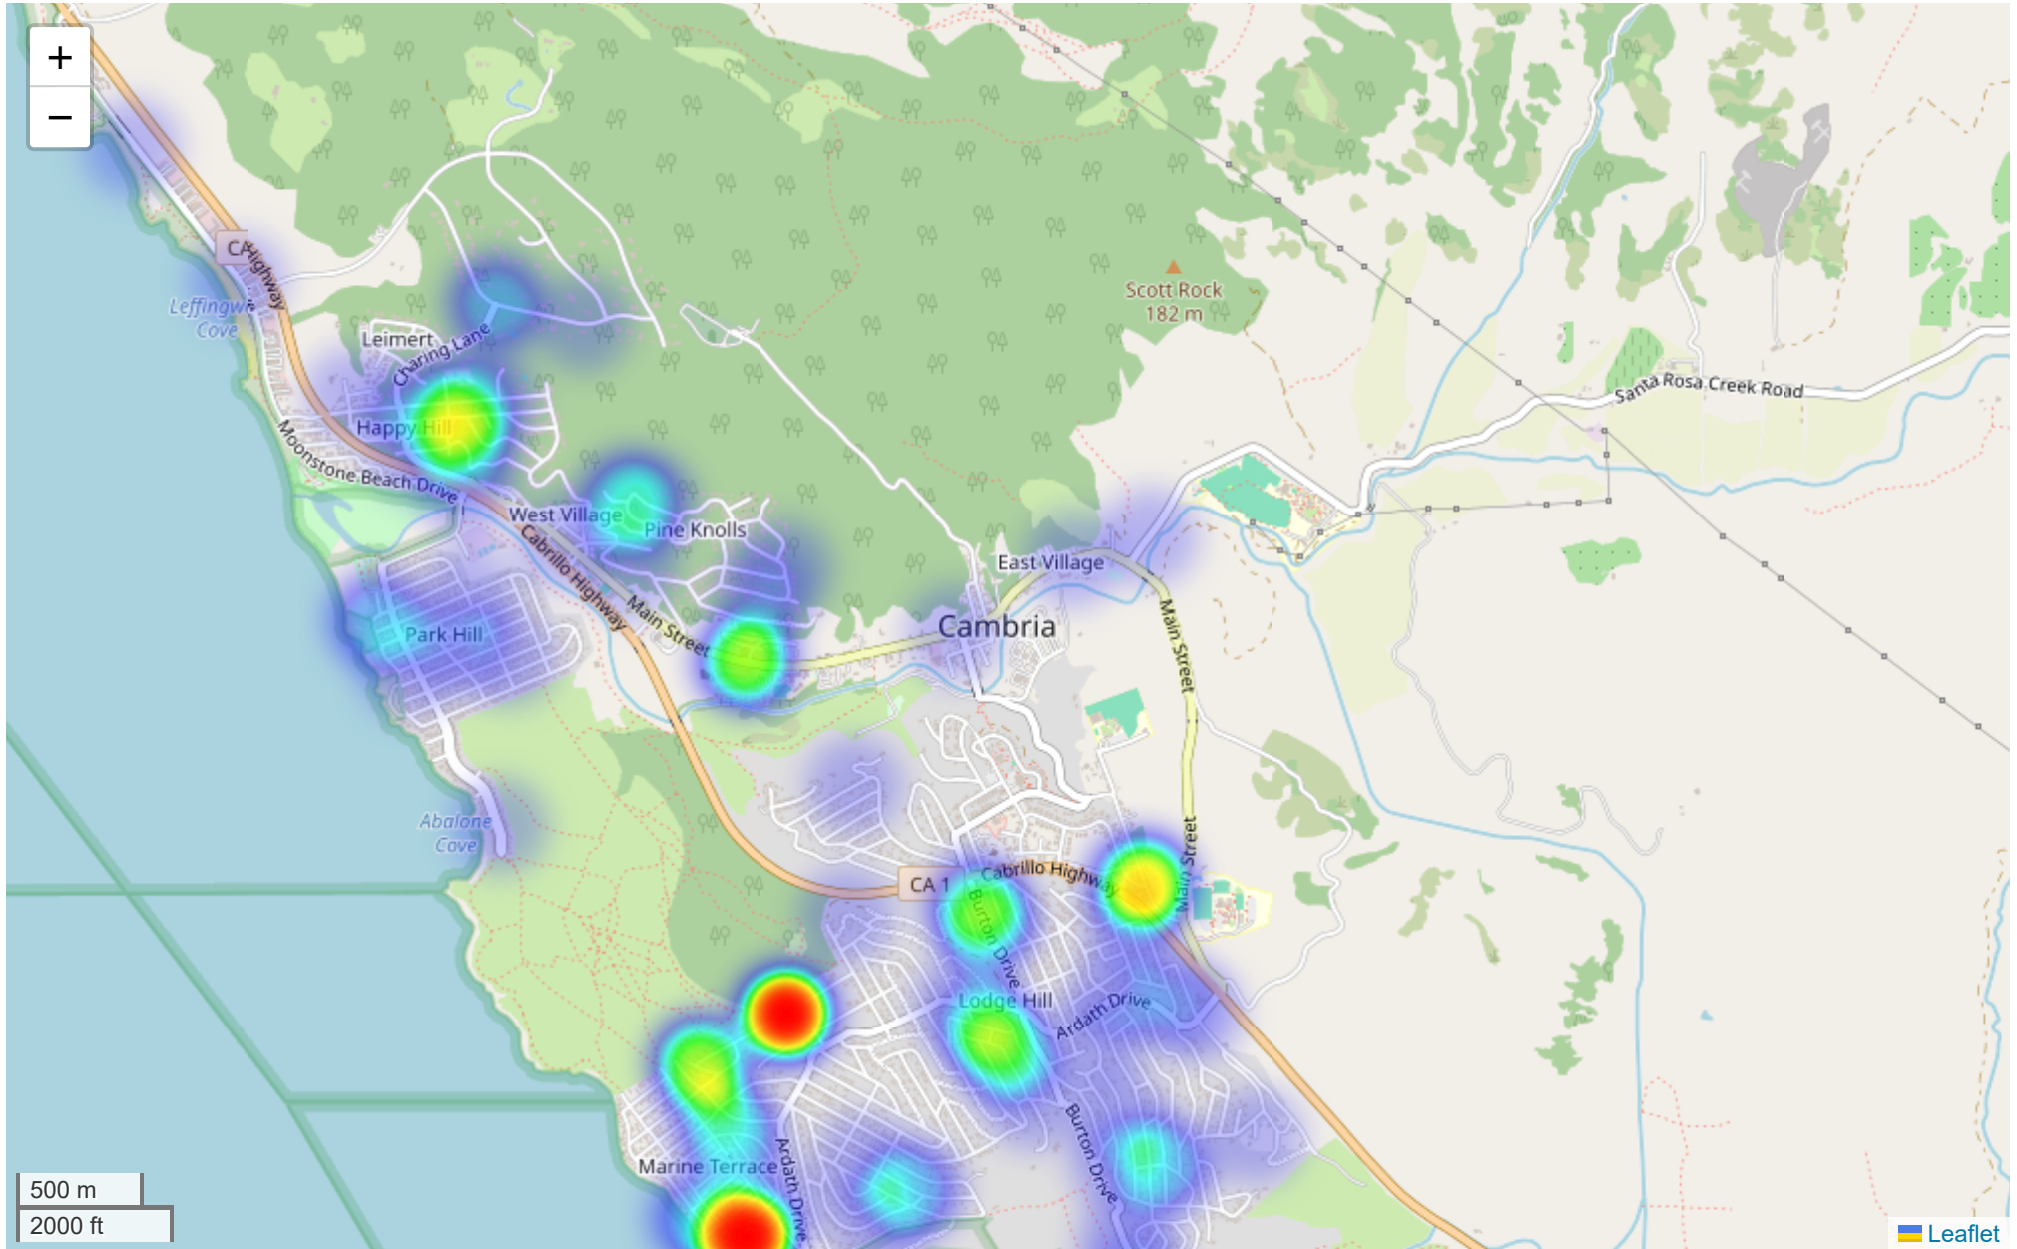 +
−
CA
Highway
Leffingw
Cove
Scott Rock
182 m
Leimert
Charing Lane
Santa Rosa Creek Road
Happy Hill
Moonstone Beach Drive
West Village
Pine Knolls
Cabrillo Highway
East Village
Main Street
Park Hill
Cambria
Main Street
Abalone
Cove
Main Street
CA 1
Cabrillo Highway
Burton Drive
Lodge Hill
Ardath Drive
Burton Drive
Marine Terrace
Ardath Drive
500 m
2000 ft
Leaflet